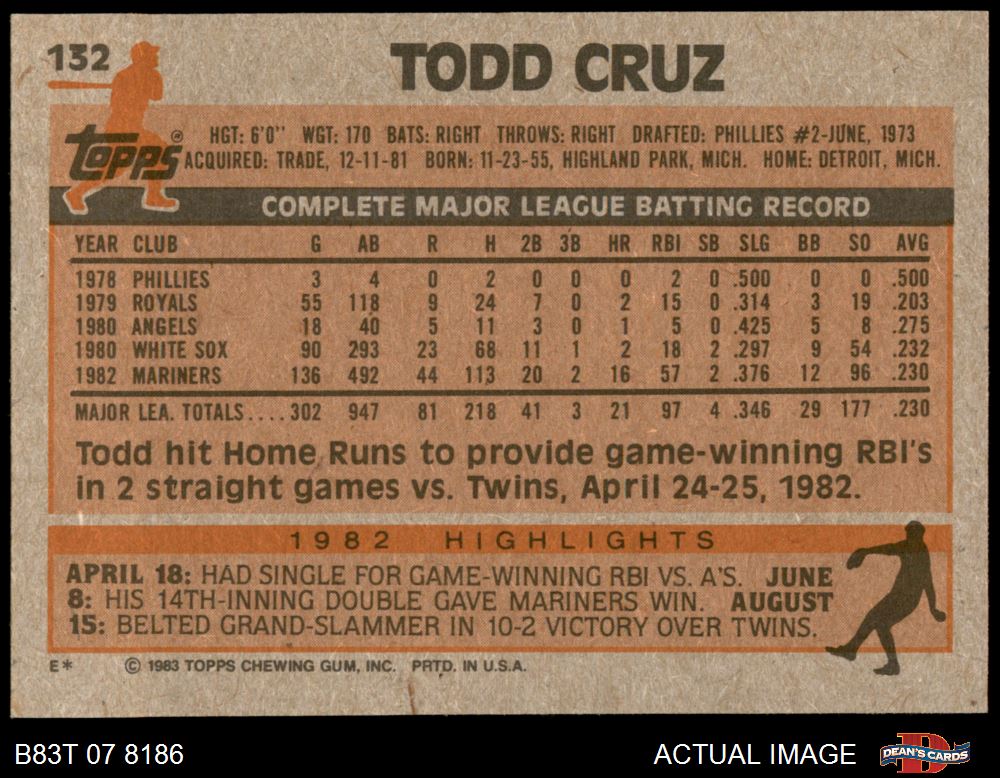 132
TODD CRUZ
topps®
HGT: 6'0" WGT: 170 BATS: RIGHT THROWS: RIGHT DRAFTED: PHILLIES #2-JUNE, 1973
ACQUIRED: TRADE, 12-11-81 BORN: 11-23-55, HIGHLAND PARK, MICH. HOME: DETROIT, MICH.
COMPLETE MAJOR LEAGUE BATTING RECORD
YEAR CLUB G AB R H 2B 3B HR RBI SB SLG BB SO AVG
1978 PHILLIES 3 4 0 2 0 0 0 2 0 .500 0 0 .500
1979 ROYALS 55 118 9 24 7 0 2 15 0 .314 3 19 .203
1980 ANGELS 18 40 5 11 3 0 1 5 0 .425 5 8 .275
1980 WHITE SOX 90 293 23 68 11 1 2 18 2 .297 9 54 .232
1982 MARINERS 136 492 44 113 20 2 16 57 2 .376 12 96 .230
MAJOR LEA. TOTALS.... 302 947 81 218 41 3 21 97 4 .346 29 177 .230
Todd hit Home Runs to provide game-winning RBI's
in 2 straight games vs. Twins, April 24-25, 1982.
1982 HIGHLIGHTS
APRIL 18: HAD SINGLE FOR GAME-WINNING RBI VS. A'S. JUNE
8: HIS 14TH-INNING DOUBLE GAVE MARINERS WIN. AUGUST
15: BELTED GRAND-SLAMMER IN 10-2 VICTORY OVER TWINS.
E* © 1983 TOPPS CHEWING GUM, INC. PRTD. IN U.S.A.
B83T 07 8186 ACTUAL IMAGE DEAN'S CARDS